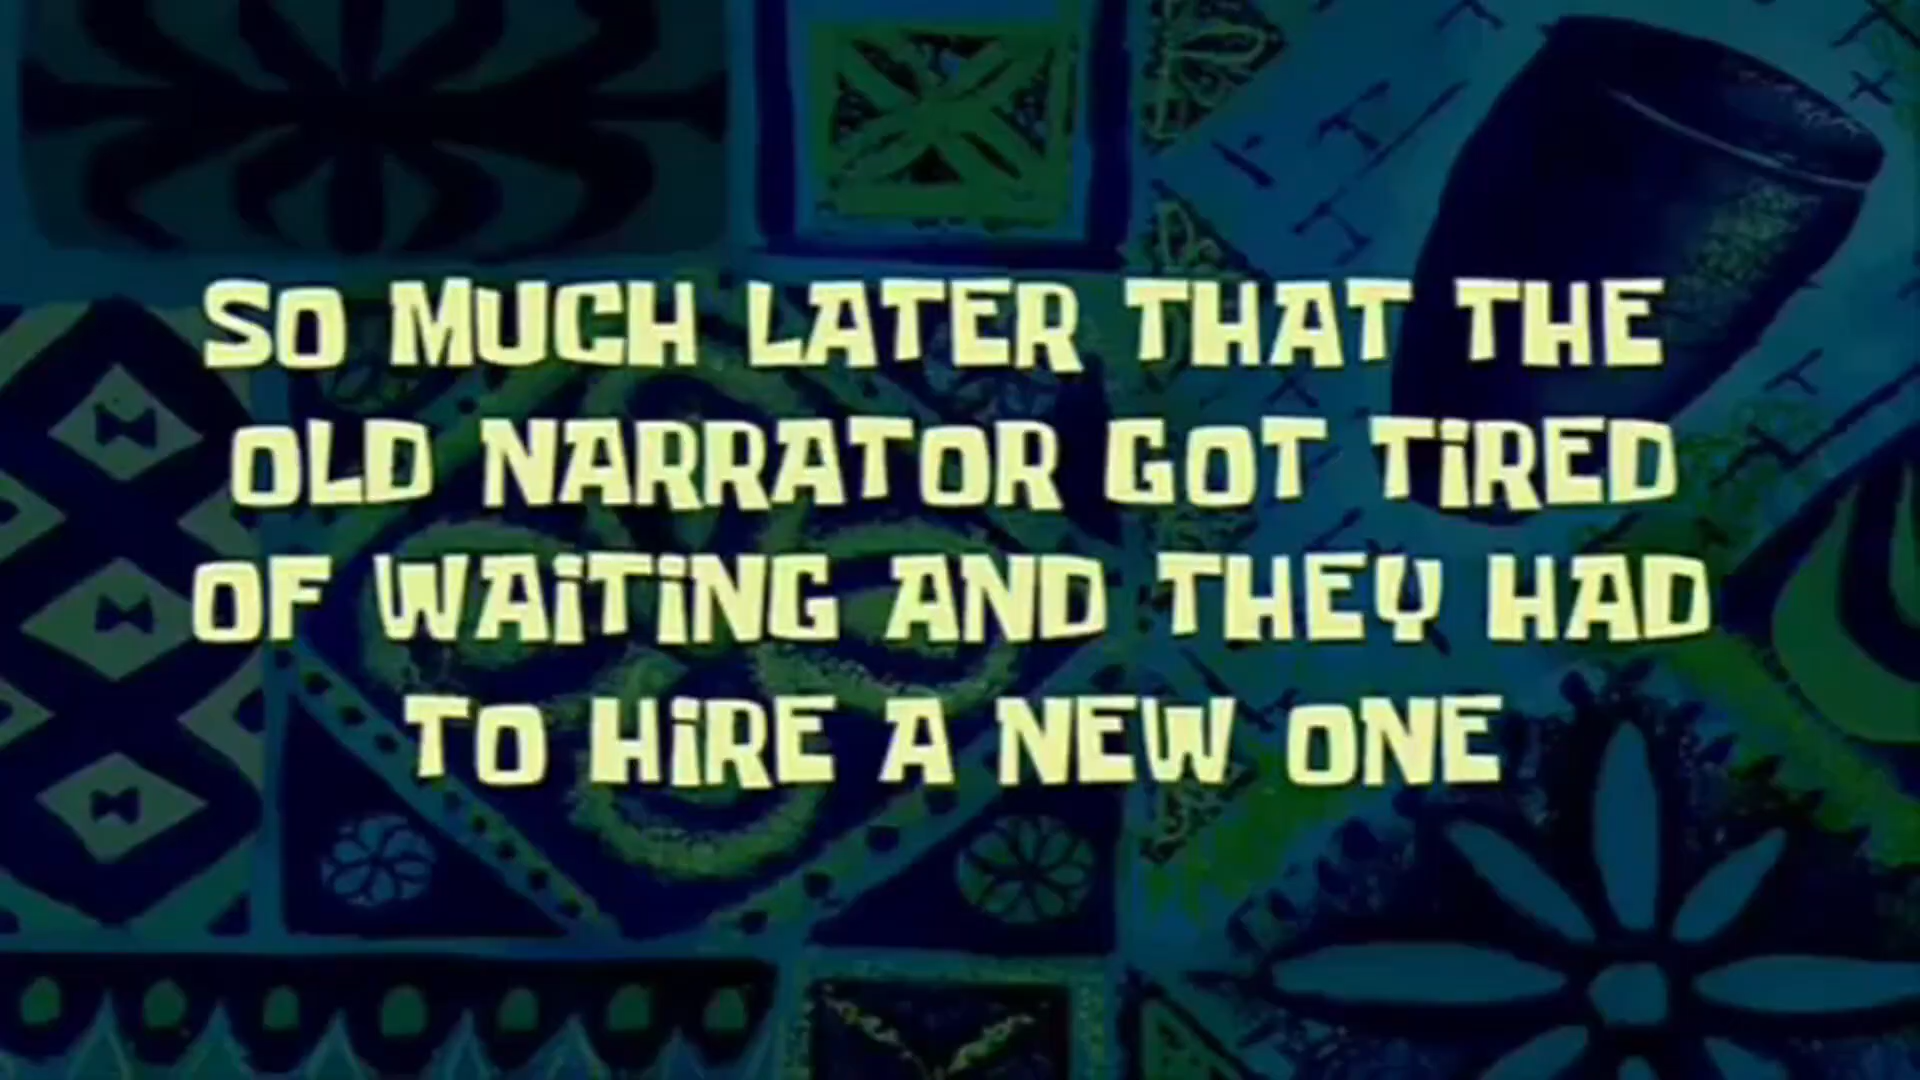 SO MUCH LATER THAT THE
OLD NARRATOR GOT TiRED
OF WAiTiNG AND THEY HAD
TO HiRE A NEW ONE